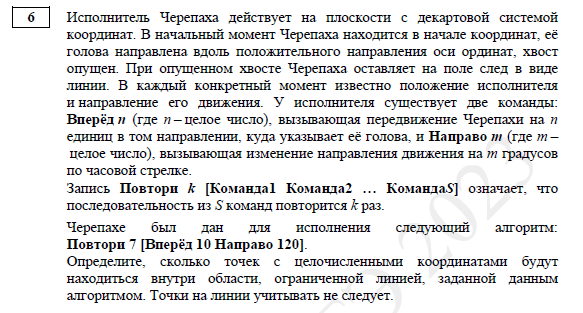 6
Исполнитель Черепаха действует на плоскости с декартовой системой
координат. В начальный момент Черепаха находится в начале координат, её
голова направлена вдоль положительного направления оси ординат, хвост
опущен. При опущенном хвосте Черепаха оставляет на поле след в виде
линии. В каждый конкретный момент известно положение исполнителя
и направление его движения. У исполнителя существует две команды:
Вперёд n (где n – целое число), вызывающая передвижение Черепахи на n
единиц в том направлении, куда указывает её голова, и Направо m (где m –
целое число), вызывающая изменение направления движения на m градусов
по часовой стрелке.
Запись Повтори k [Команда1 Команда2 … КомандаS] означает, что
последовательность из S команд повторится k раз.
Черепахе был дан для исполнения следующий алгоритм:
Повтори 7 [Вперёд 10 Направо 120].
Определите, сколько точек с целочисленными координатами будут
находиться внутри области, ограниченной линией, заданной данным
алгоритмом. Точки на линии учитывать не следует.
2023